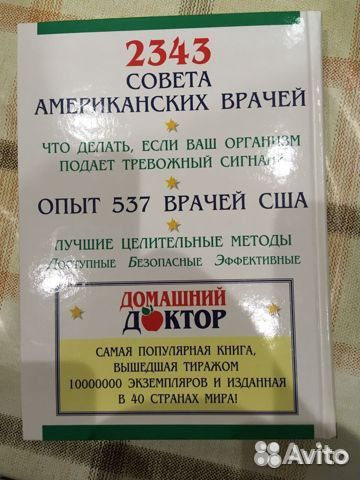 2343
СОВЕТА
АМЕРИКАНСКИХ ВРАЧЕЙ
ЧТО ДЕЛАТЬ, ЕСЛИ ВАШ ОРГАНИЗМ
ПОДАЕТ ТРЕВОЖНЫЙ СИГНАЛ?
ОПЫТ 537 ВРАЧЕЙ США
ЛУЧШИЕ ЦЕЛИТЕЛЬНЫЕ МЕТОДЫ
ДОСТУПНЫЕ БЕЗОПАСНЫЕ ЭФФЕКТИВНЫЕ
ДОМАШНИЙ
ДОКТОР
САМАЯ ПОПУЛЯРНАЯ КНИГА,
ВЫШЕДШАЯ ТИРАЖОМ
10000000 ЭКЗЕМПЛЯРОВ И ИЗДАННАЯ
В 40 СТРАНАХ МИРА!
Avito